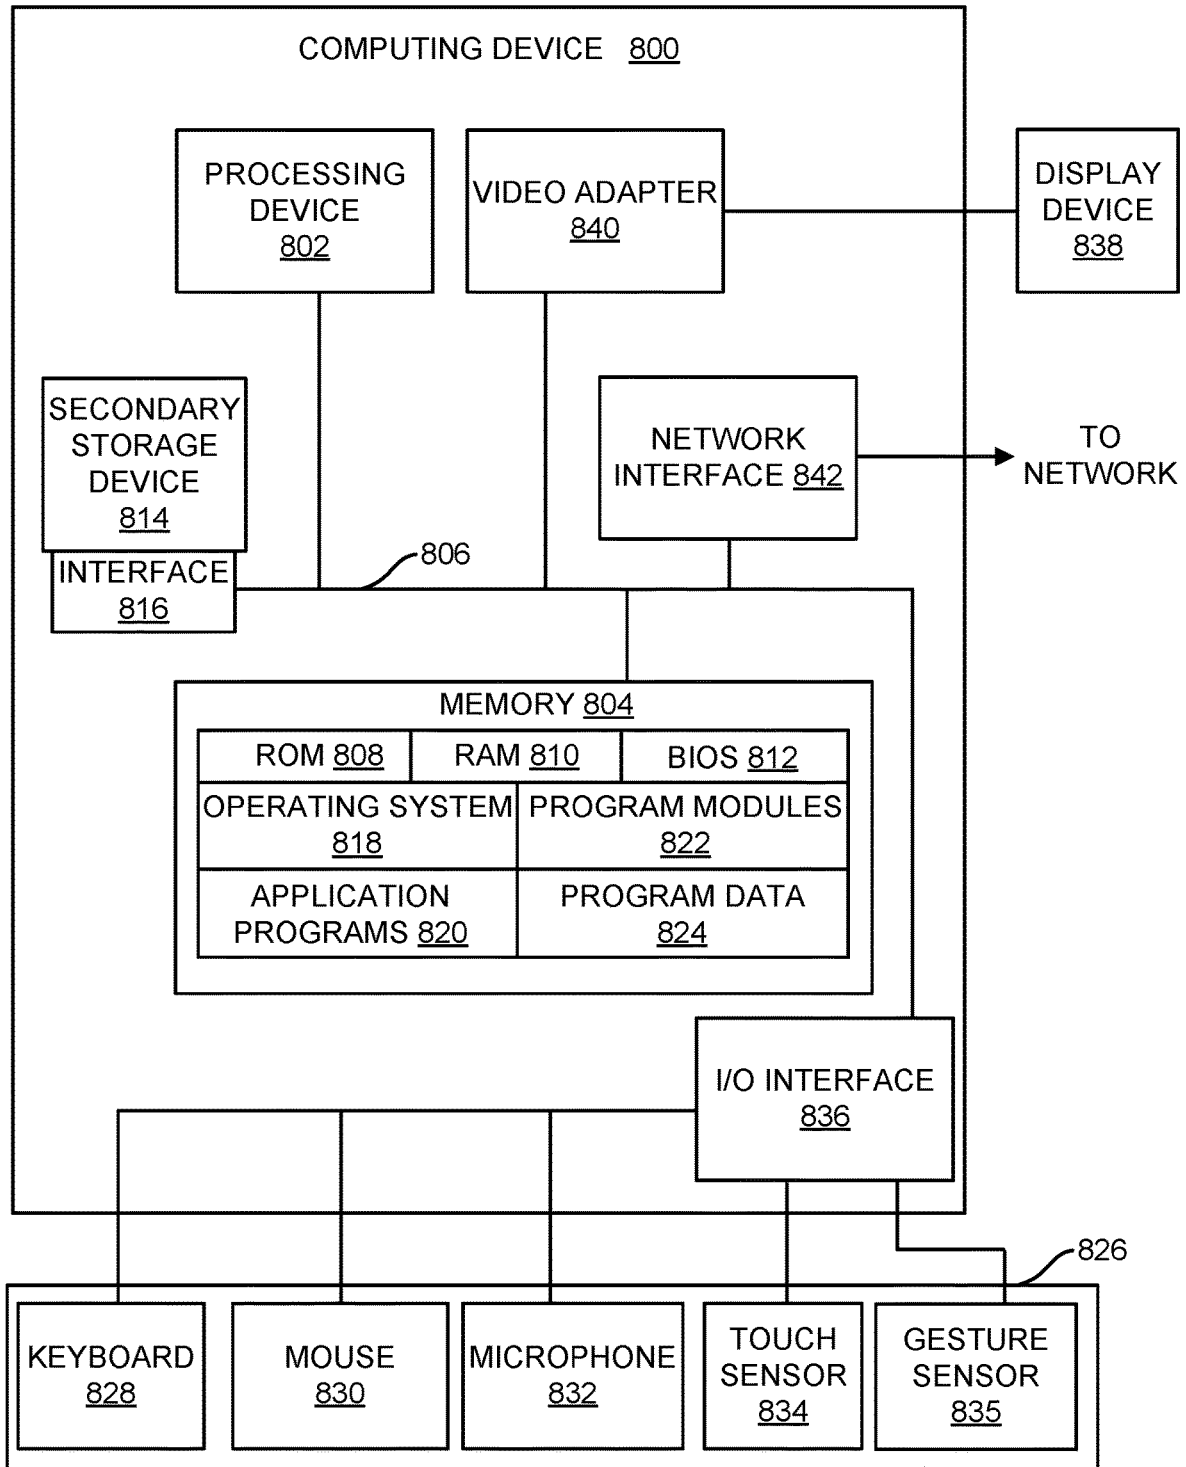 COMPUTING DEVICE 800
PROCESSING
DEVICE
802
VIDEO ADAPTER
840
DISPLAY
DEVICE
838
SECONDARY
STORAGE
DEVICE
814
INTERFACE
816
NETWORK
INTERFACE 842
TO
NETWORK
806
MEMORY 804
ROM 808
RAM 810
BIOS 812
OPERATING SYSTEM
818
PROGRAM MODULES
822
APPLICATION
PROGRAMS 820
PROGRAM DATA
824
I/O INTERFACE
836
826
KEYBOARD
828
MOUSE
830
MICROPHONE
832
TOUCH
SENSOR
834
GESTURE
SENSOR
835